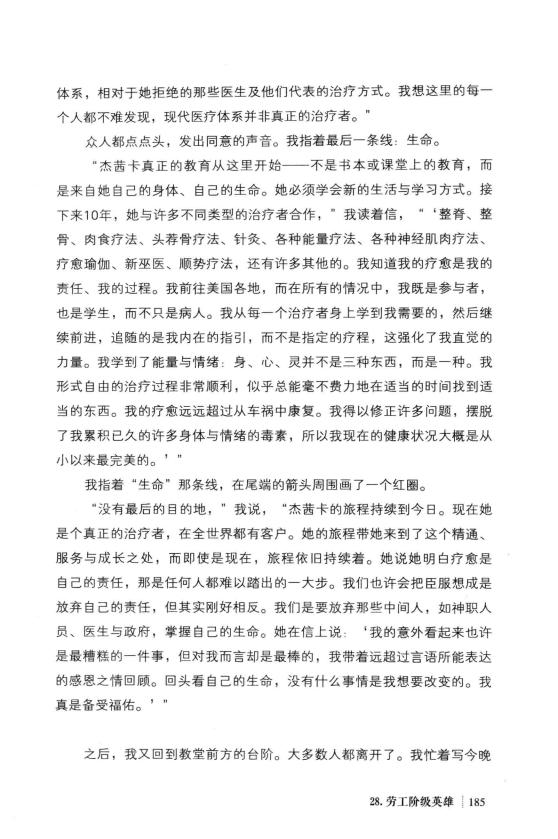 体系，相对于她拒绝的那些医生及他们代表的治疗方式。我想这里的每一
个人都不难发现，现代医疗体系并非真正的治疗者。”
众人都点点头，发出同意的声音。我指着最后一条线：生命。
“杰茜卡真正的教育从这里开始——不是书本或课堂上的教育，而
是来自她自己的身体、自己的生命。她必须学会新的生活与学习方式。接
下来10年，她与许多不同类型的治疗者合作，”我读着信，“‘整脊、整
骨、肉食疗法、头荐骨疗法、针灸、各种能量疗法、各种神经肌肉疗法、
疗愈瑜伽、新巫医、顺势疗法，还有许多其他的。我知道我的疗愈是我的
责任、我的过程。我前往美国各地，而在所有的情况中，我既是参与者，
也是学生，而不只是病人。我从每一个治疗者身上学到我需要的，然后继
续前进，追随的是我内在的指引，而不是指定的疗程，这强化了我直觉的
力量。我学到了能量与情绪：身、心、灵并不是三种东西，而是一种。我
形式自由的治疗过程非常顺利，似乎总能毫不费力地在适当的时间找到适
当的东西。我的疗愈远远超过从车祸中康复。我得以修正许多问题，摆脱
了我累积已久的许多身体与情绪的毒素，所以我现在的健康状况大概是从
小以来最完美的。’”
我指着“生命”那条线，在尾端的箭头周围画了一个红圈。
“没有最后的目的地，”我说，“杰茜卡的旅程持续到今日。现在她
是个真正的治疗者，在全世界都有客户。她的旅程带她来到了这个精通、
服务与成长之处，而即使是现在，旅程依旧持续着。她说她明白疗愈是
自己的责任，那是任何人都难以踏出的一大步。我们也许会把臣服想成是
放弃自己的责任，但其实刚好相反。我们是要放弃那些中间人，如神职人
员、医生与政府，掌握自己的生命。她在信上说：‘我的意外看起来也许
是最糟糕的一件事，但对我而言却是最棒的，我带着远超过言语所能表达
的感恩之情回顾。回头看自己的生命，没有什么事情是我想要改变的。我
真是备受福佑。’”
之后，我又回到教堂前方的台阶。大多数人都离开了。我忙着写今晚
28. 劳工阶级英雄 | 185